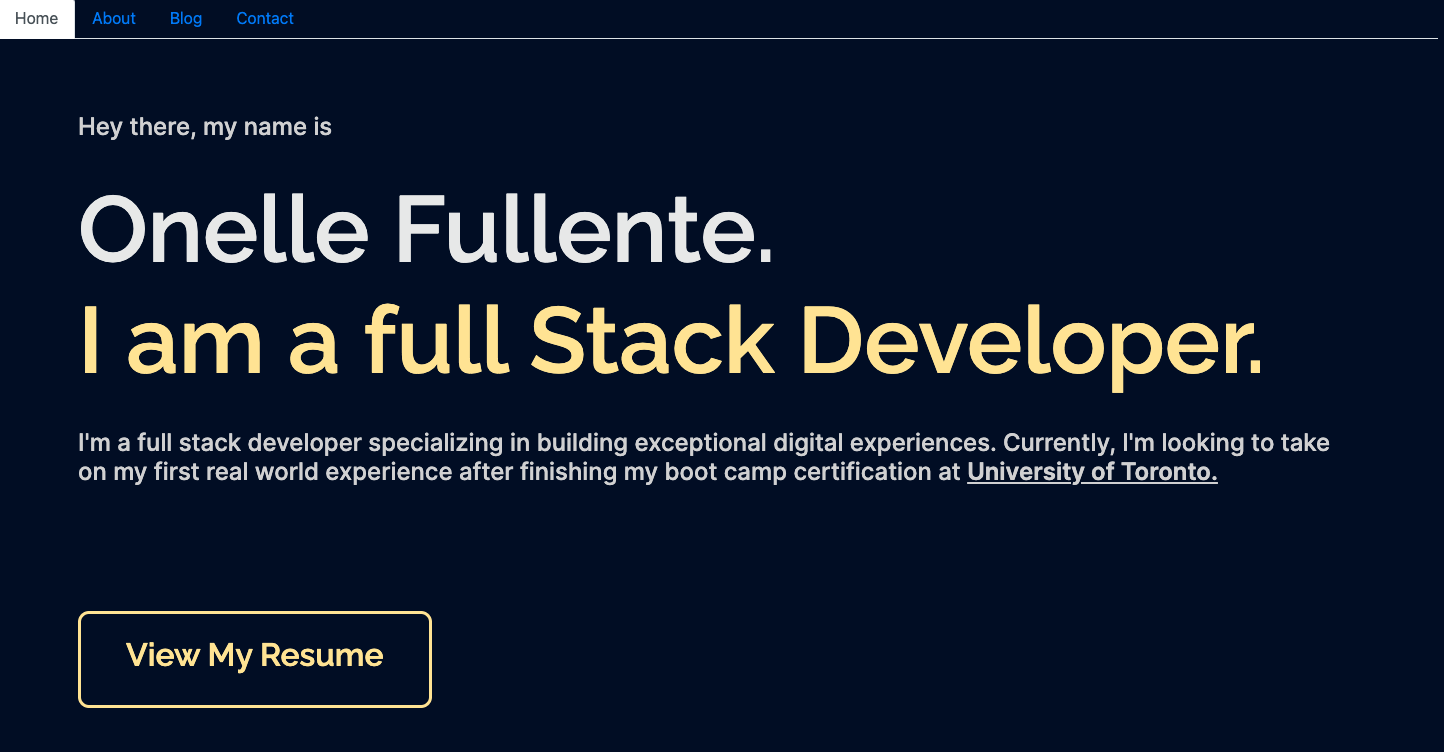 Home About Blog Contact
Hey there, my name is
Onelle Fullente.
I am a full Stack Developer.
I'm a full stack developer specializing in building exceptional digital experiences. Currently, I'm looking to take
on my first real world experience after finishing my boot camp certification at University of Toronto.
View My Resume